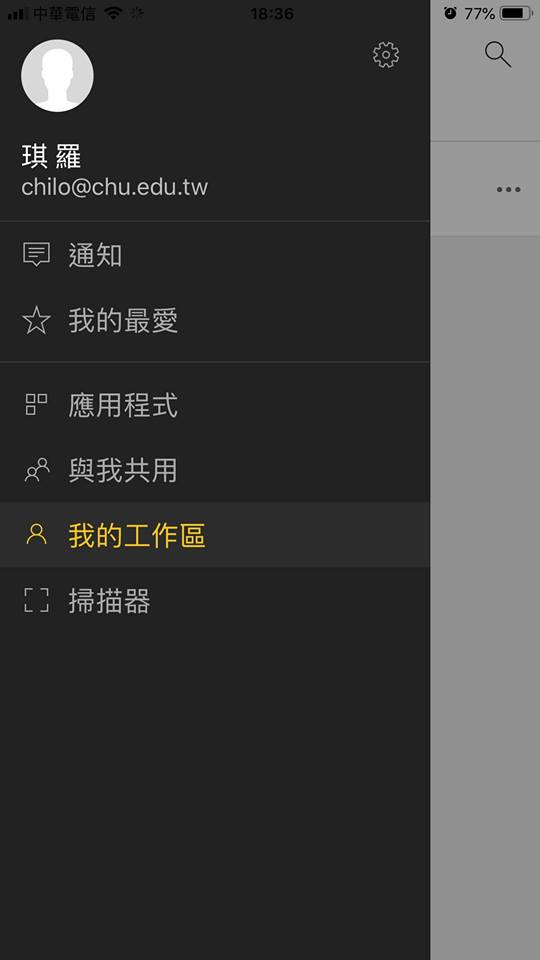 中華電信 18:36 77%
琪 羅
chilo@chu.edu.tw
通知
我的最愛
應用程式
與我共用
我的工作區
掃描器